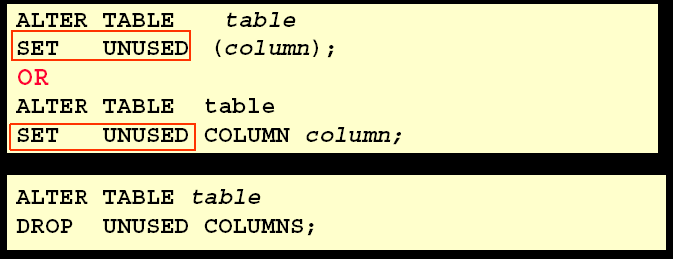 ALTER TABLE table
SET UNUSED (column);
OR
ALTER TABLE table
SET UNUSED COLUMN column;
ALTER TABLE table
DROP UNUSED COLUMNS;